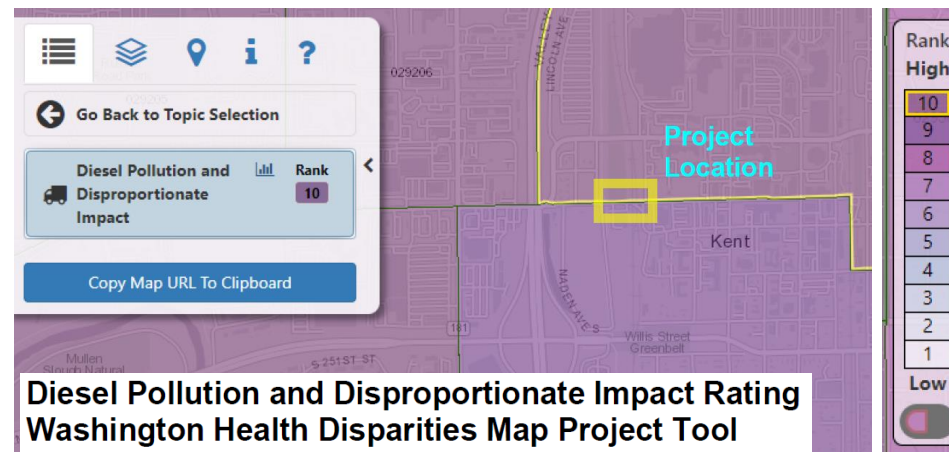 Go Back to Topic Selection
Diesel Pollution and
Disproportionate
Impact
Rank
10
Copy Map URL To Clipboard
029206
VALLEY
LINCOLN AVE
Project
Location
Kent
NADEN AVE S
181
Willis Street
Greenbelt
S 251ST ST
Mullen
Slough Natural
Diesel Pollution and Disproportionate Impact Rating
Washington Health Disparities Map Project Tool
Rank
High
10
9
8
7
6
5
4
3
2
1
Low